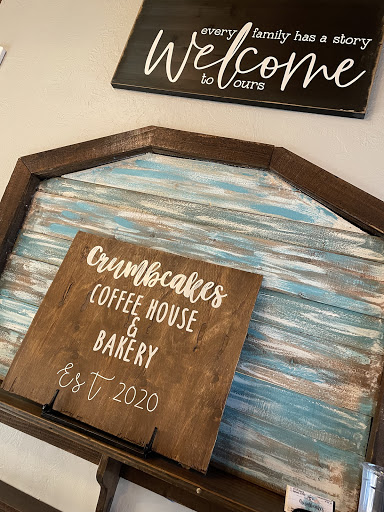 every family has a story
Welcome
to ours
Crumbcakes
COFFEE HOUSE
&
BAKERY
EST 2020